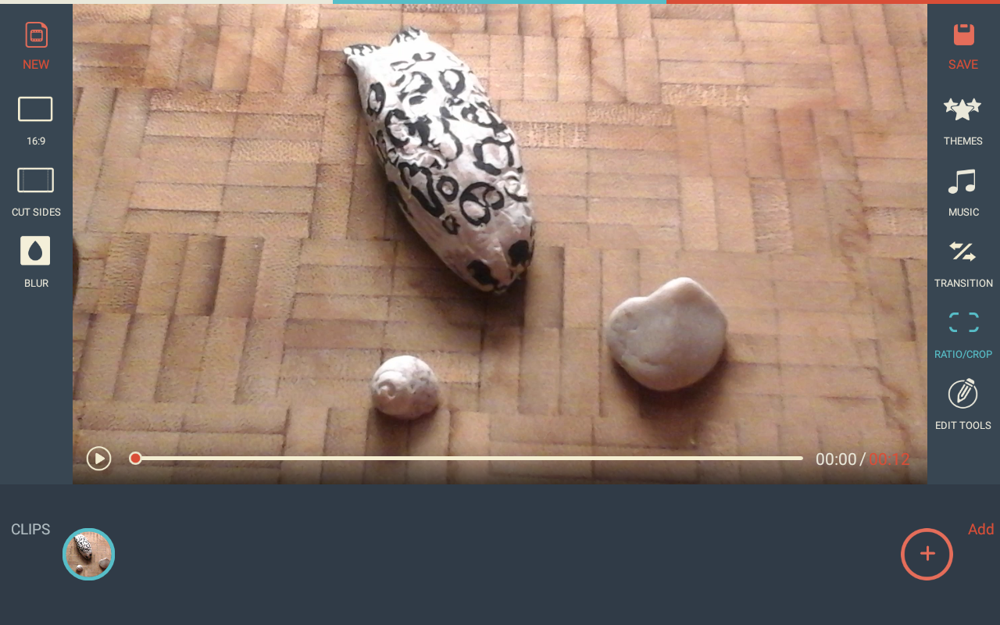 NEW
16:9
CUT SIDES
BLUR
SAVE
THEMES
MUSIC
TRANSITION
RATIO/CROP
EDIT TOOLS
00:00 / 00:12
CLIPS
Add